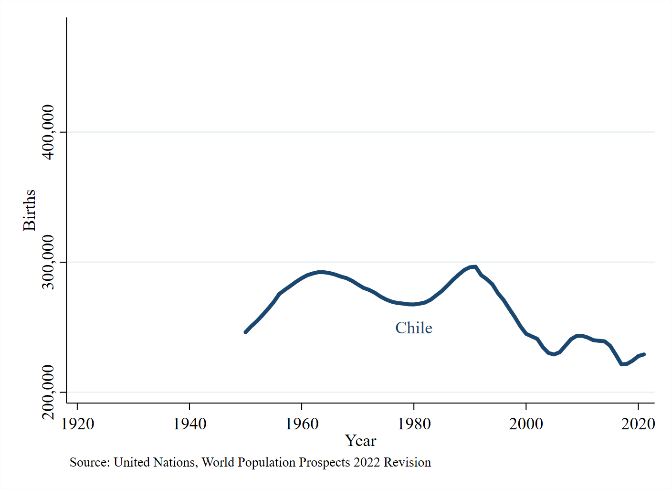 400,000
300,000
200,000
Births
Chile
1920 1940 1960 1980 2000 2020
Year
Source: United Nations, World Population Prospects 2022 Revision